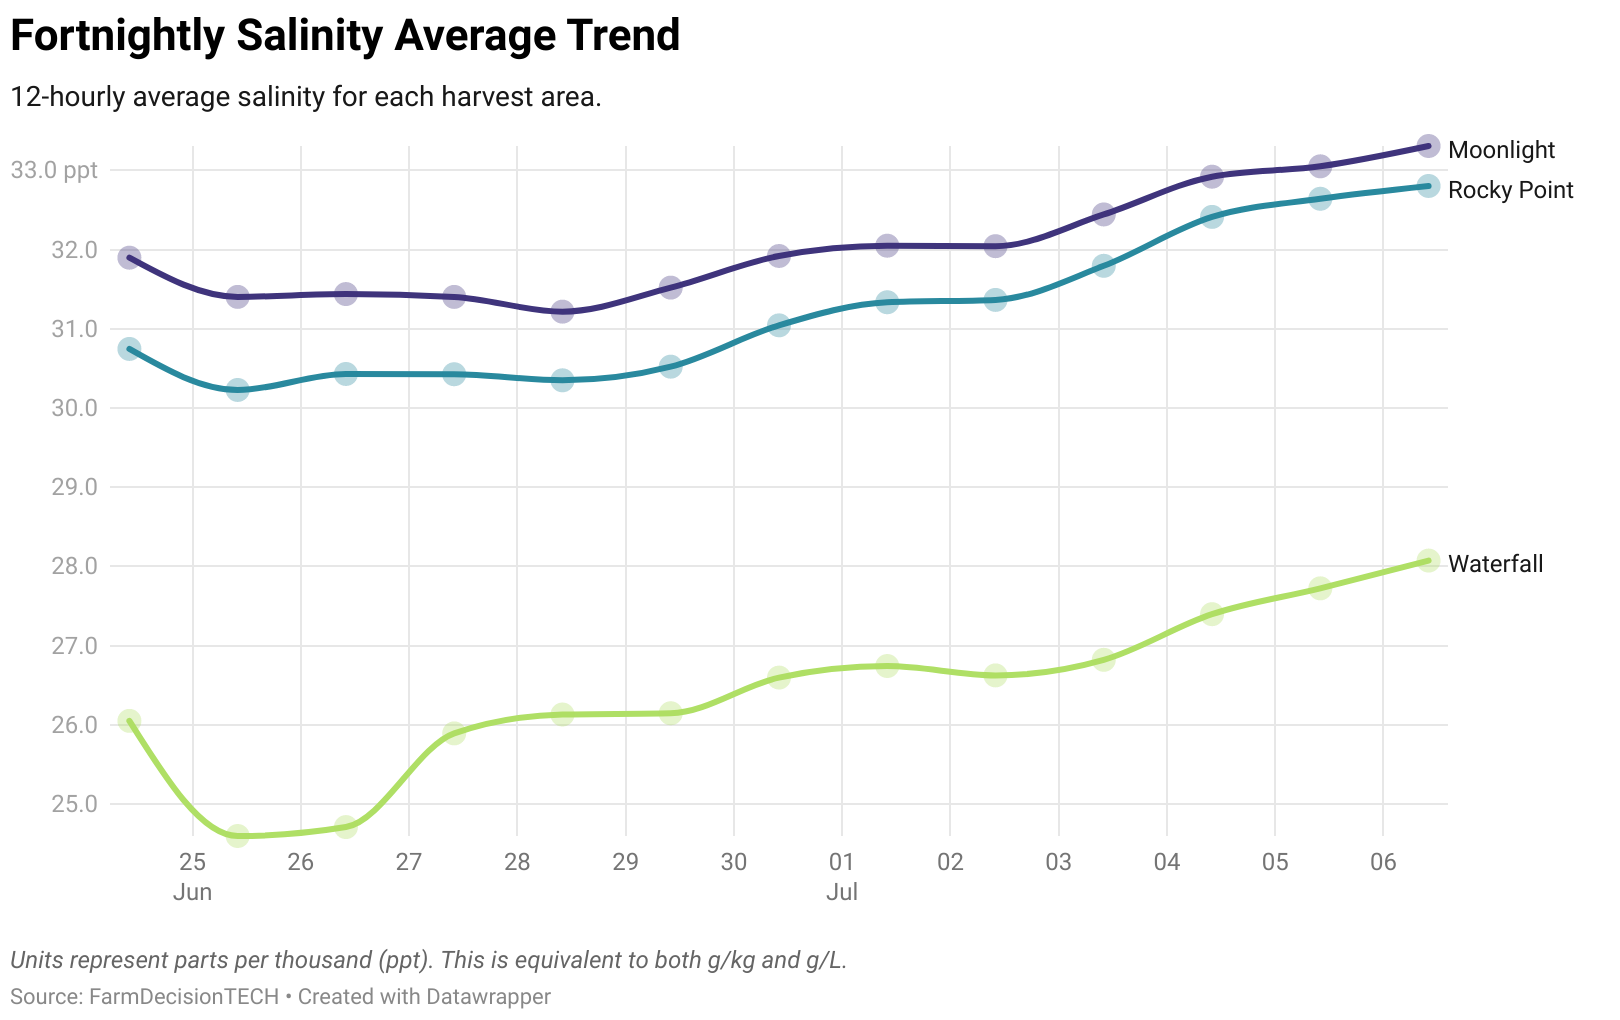 Fortnightly Salinity Average Trend
12-hourly average salinity for each harvest area.
33.0 ppt
32.0
31.0
30.0
29.0
28.0
27.0
26.0
25.0
Moonlight
Rocky Point
Waterfall
25 26 27 28 29 30 01 02 03 04 05 06
Jun Jul
Units represent parts per thousand (ppt). This is equivalent to both g/kg and g/L.
Source: FarmDecisionTECH • Created with Datawrapper